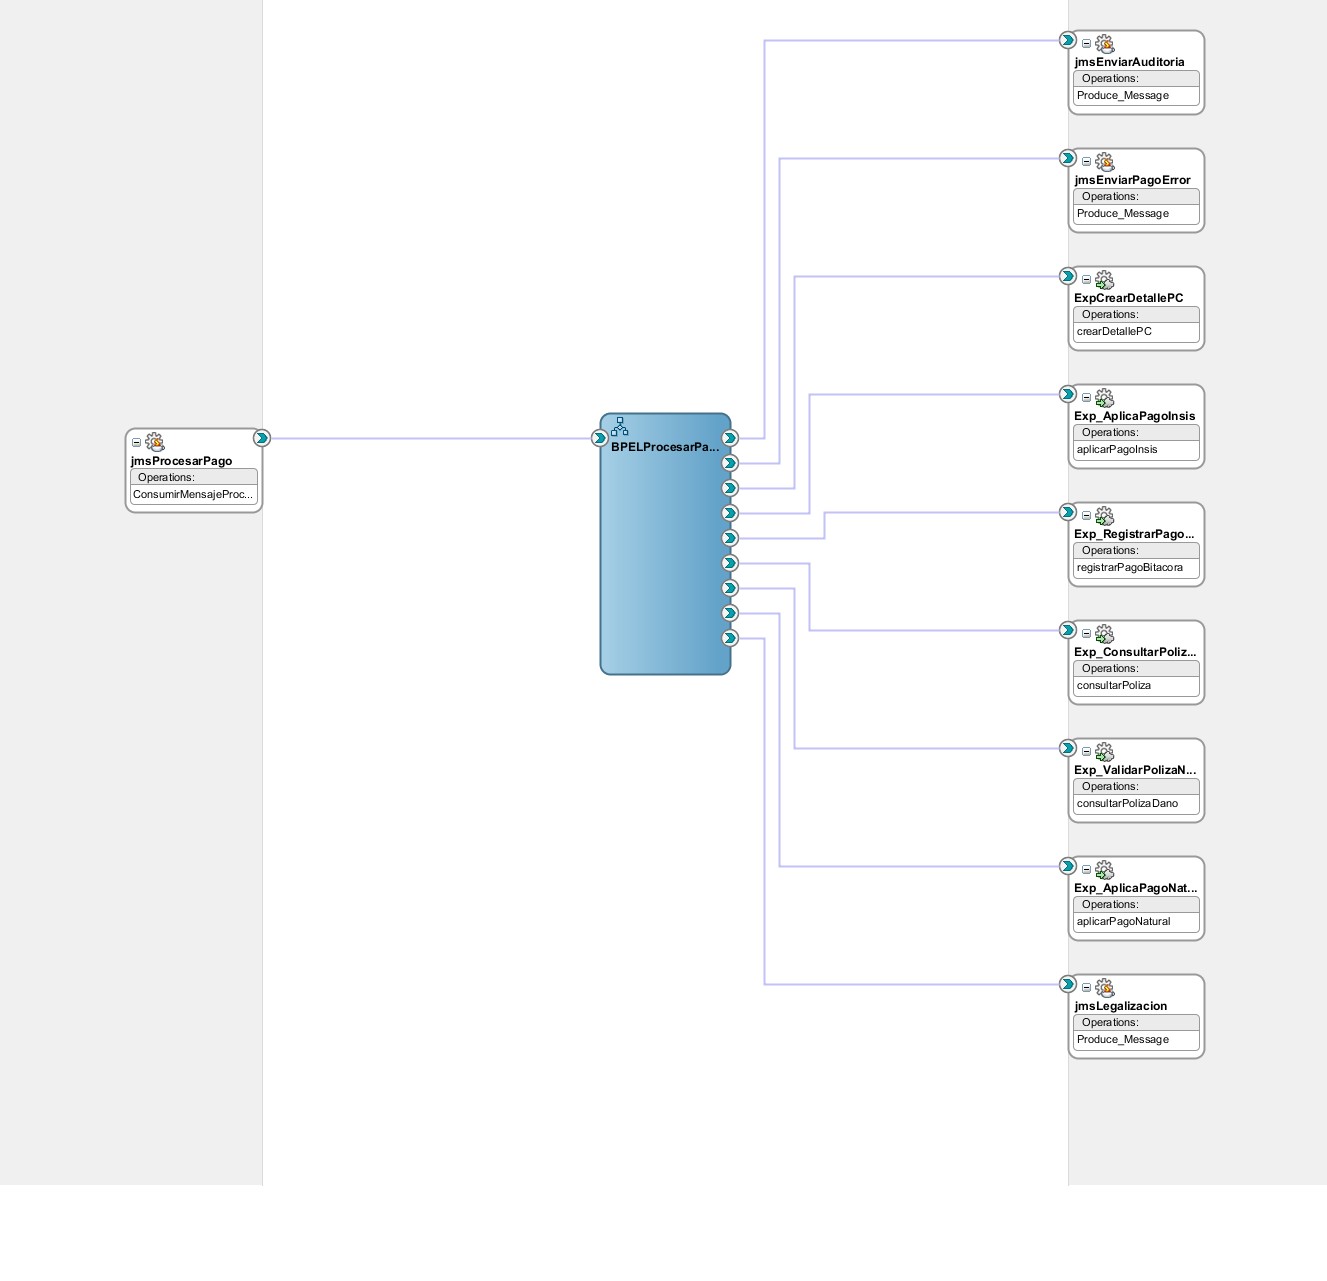 jmsProcesarPago
Operations:
ConsumirMensajeProc...
BPELProcesarPa...
jmsEnviarAuditoria
Operations:
Produce_Message
jmsEnviarPagoError
Operations:
Produce_Message
ExpCrearDetallePC
Operations:
crearDetallePC
Exp_AplicaPagoInsis
Operations:
aplicarPagoInsis
Exp_RegistrarPago...
Operations:
registrarPagoBitacora
Exp_ConsultarPoliz...
Operations:
consultarPoliza
Exp_ValidarPolizaN...
Operations:
consultarPolizaDano
Exp_AplicaPagoNat...
Operations:
aplicarPagoNatural
jmsLegalizacion
Operations:
Produce_Message